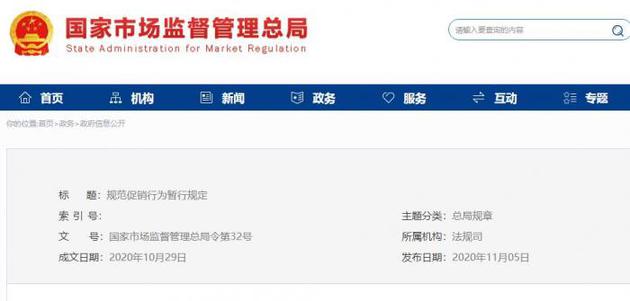 国家市场监督管理总局
State Administration for Market Regulation
请输入要查询的内容
首页 机构 新闻 政务 服务 互动 专题
你的位置:首页>政务>政府信息公开
标 题：规范促销行为暂行规定
索 引 号： 主题分类：总局规章
文 号：国家市场监督管理总局令第32号 所属机构：法规司
成文日期：2020年10月29日 发布日期：2020年11月05日